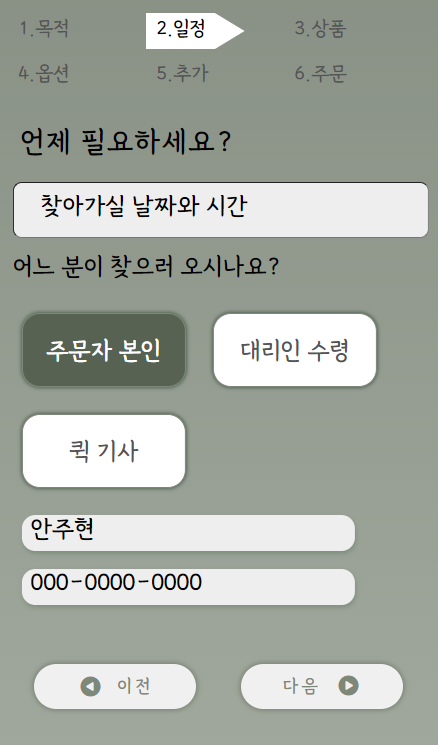 1.목적 2.일정 3.상품
4.옵션 5.추가 6.주문
언제 필요하세요?
찾아가실 날짜와 시간
어느 분이 찾으러 오시나요?
주문자 본인 대리인 수령
퀵 기사
안주현
000-0000-0000
이전 다음